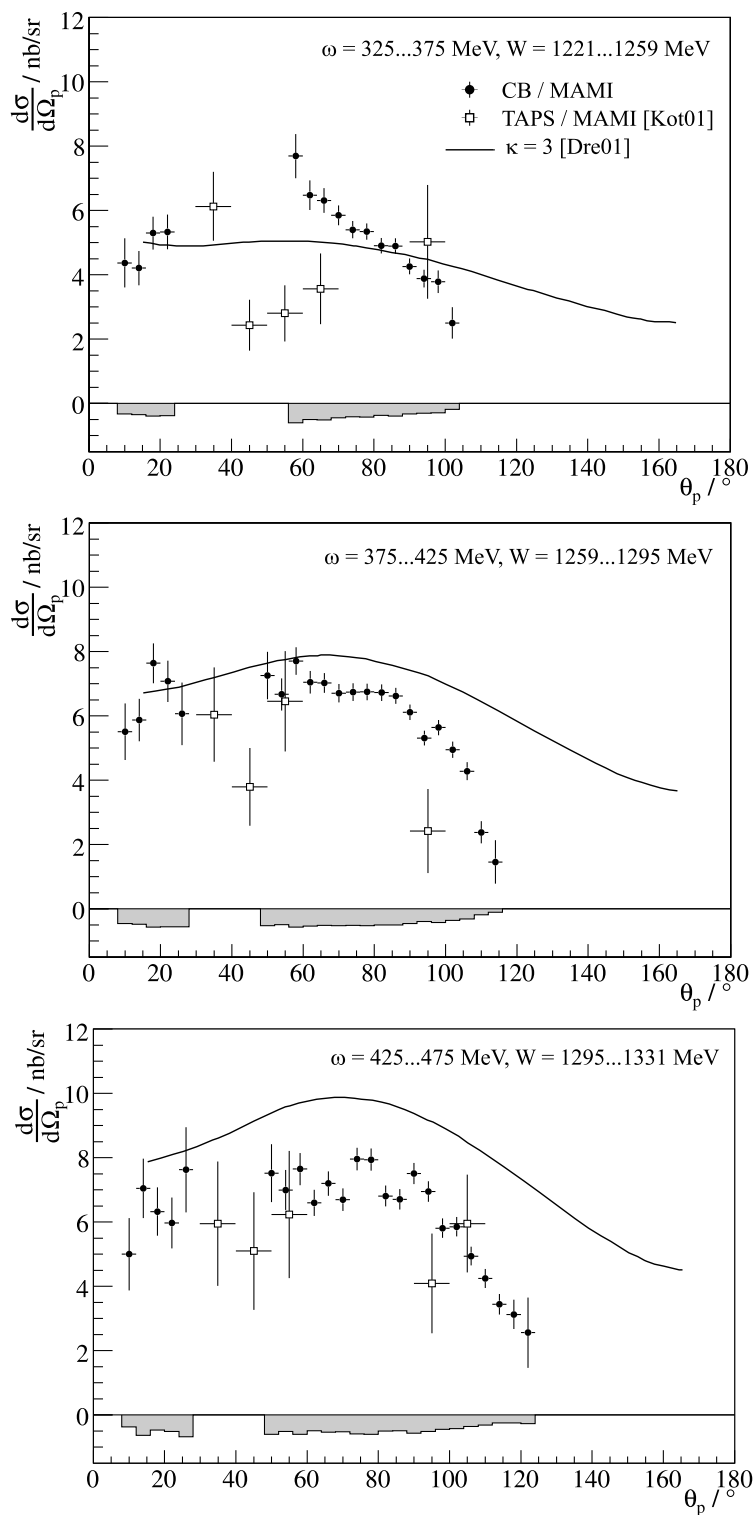 dσ/dΩp / nb/sr
ω = 325...375 MeV, W = 1221...1259 MeV
CB / MAMI
TAPS / MAMI [Kot01]
κ = 3 [Dre01]
12
10
8
6
4
2
0
0 20 40 60 80 100 120 140 160 180
θp / °
dσ/dΩp / nb/sr
ω = 375...425 MeV, W = 1259...1295 MeV
12
10
8
6
4
2
0
0 20 40 60 80 100 120 140 160 180
θp / °
dσ/dΩp / nb/sr
ω = 425...475 MeV, W = 1295...1331 MeV
12
10
8
6
4
2
0
0 20 40 60 80 100 120 140 160 180
θp / °